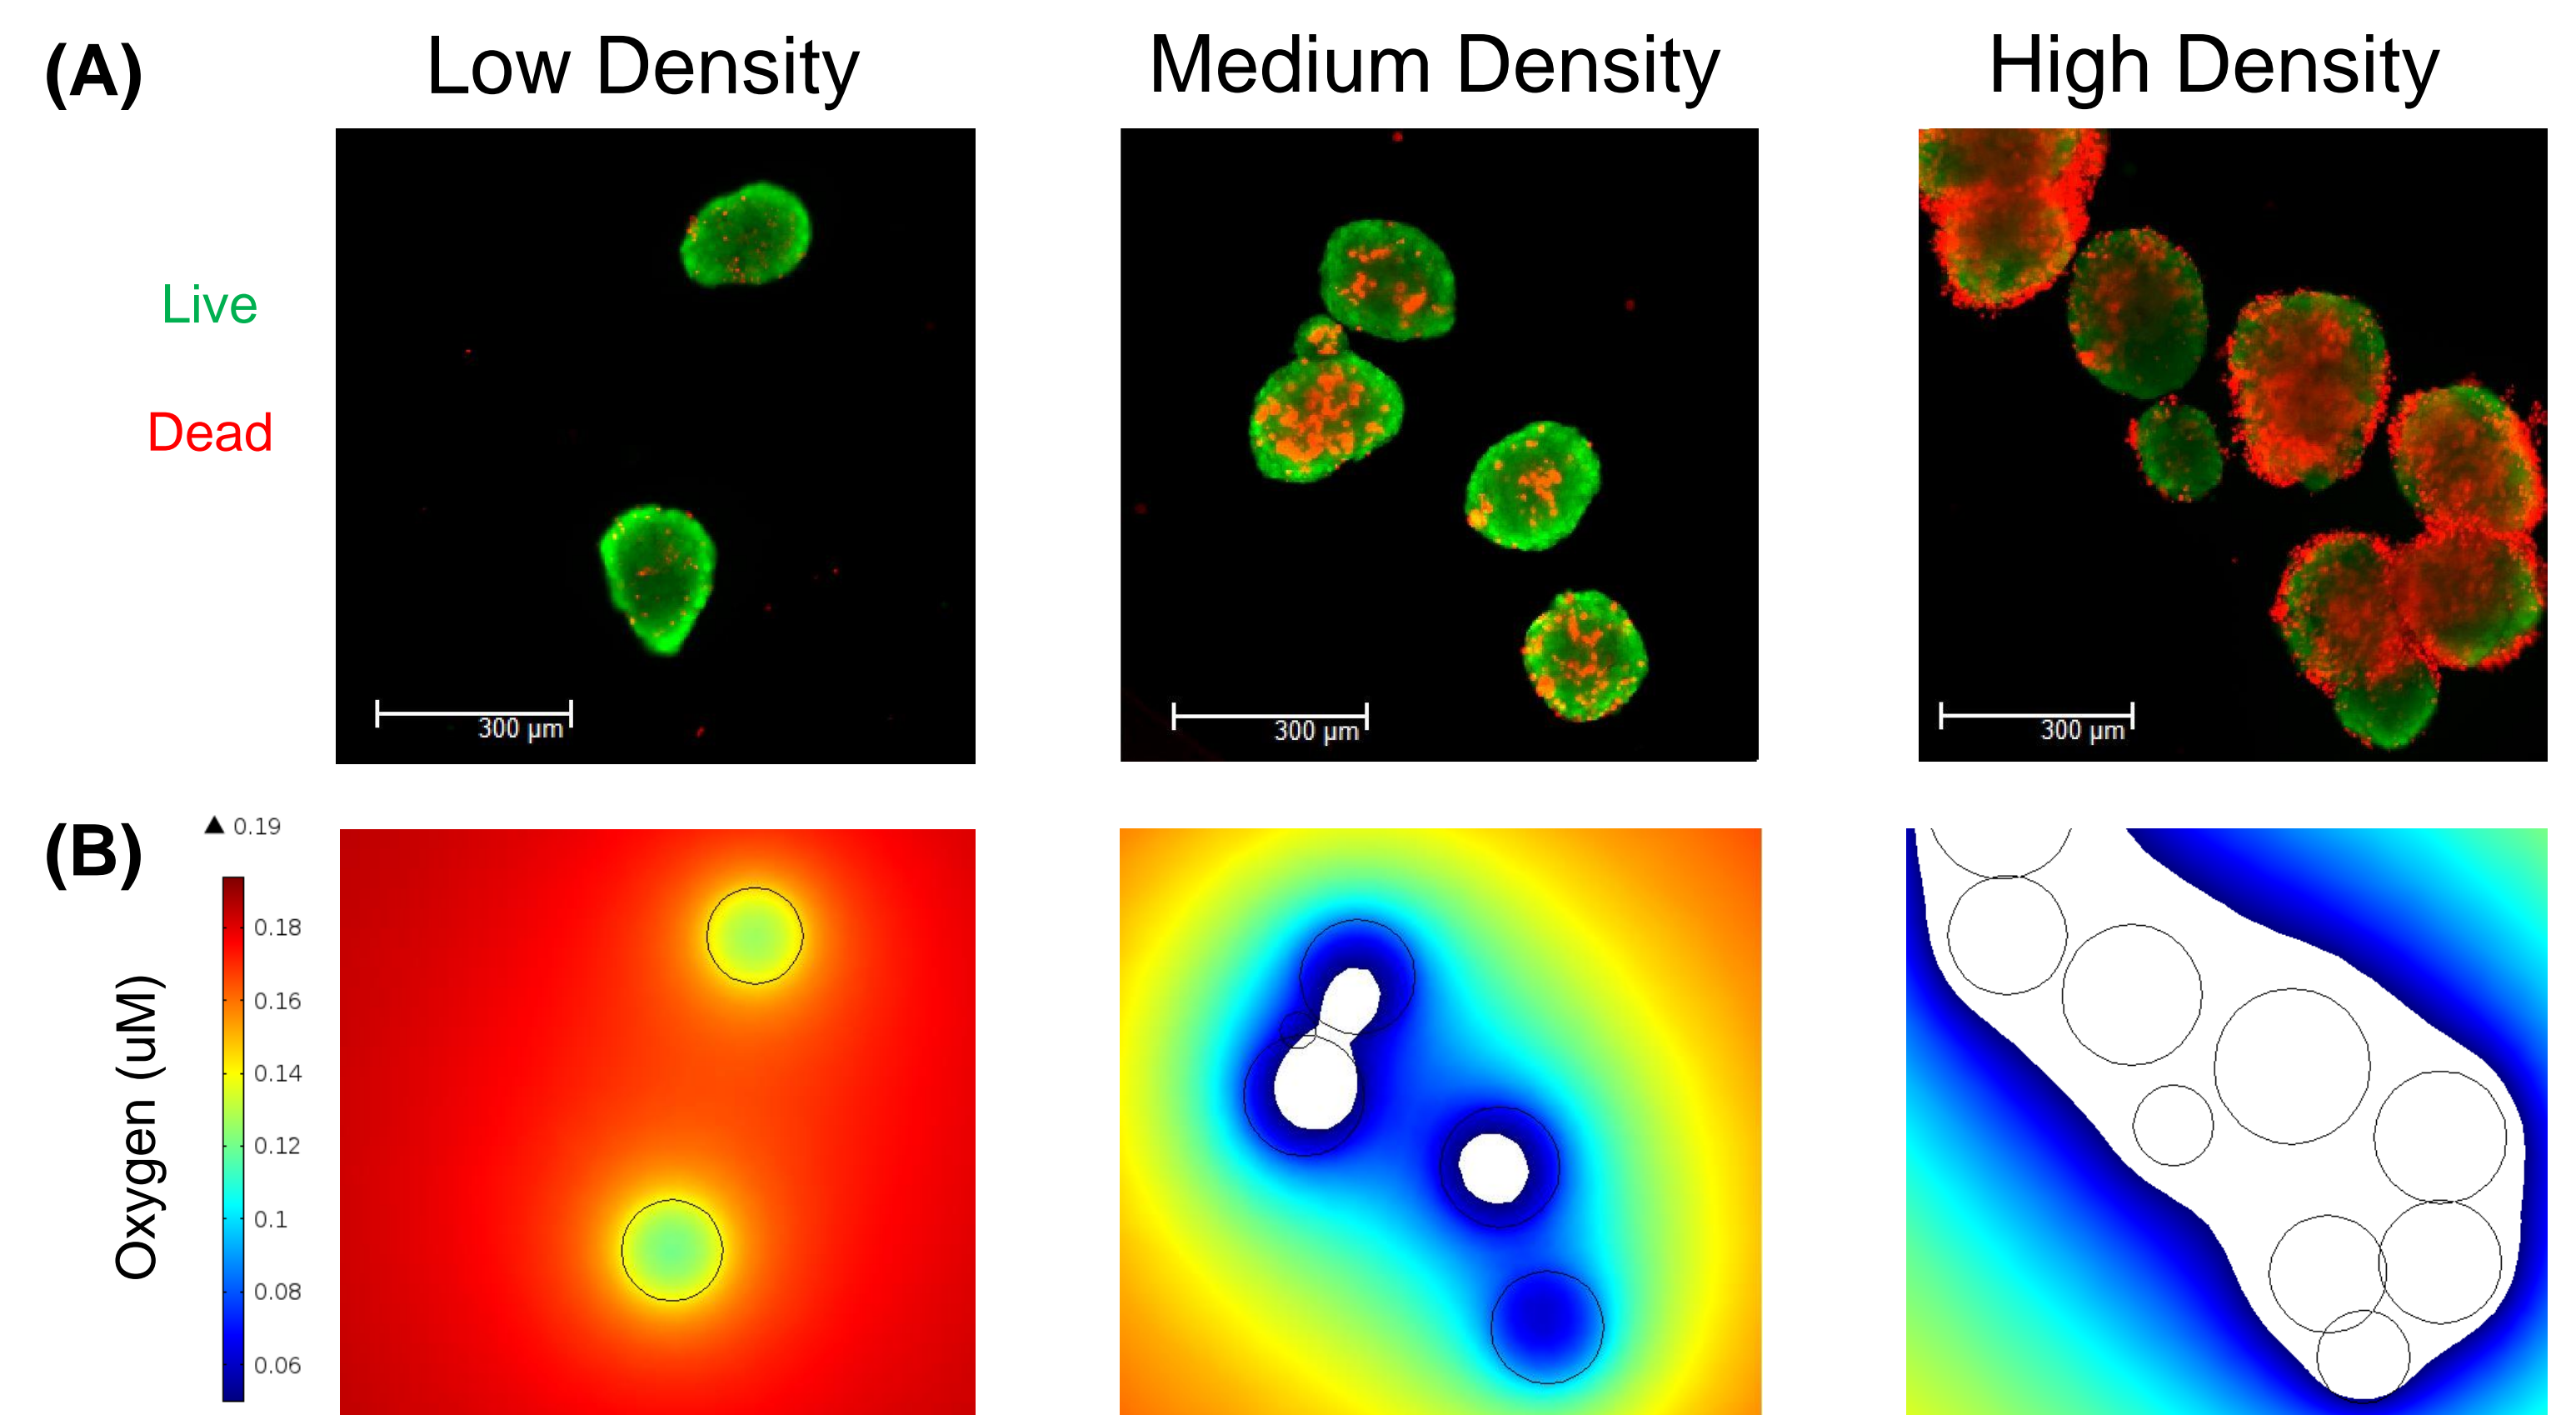 (A)
Low Density
Medium Density
High Density
Live
Dead
300 µm
300 µm
300 µm
(B)
▲ 0.19
Oxygen (uM)
0.18
0.16
0.14
0.12
0.1
0.08
0.06